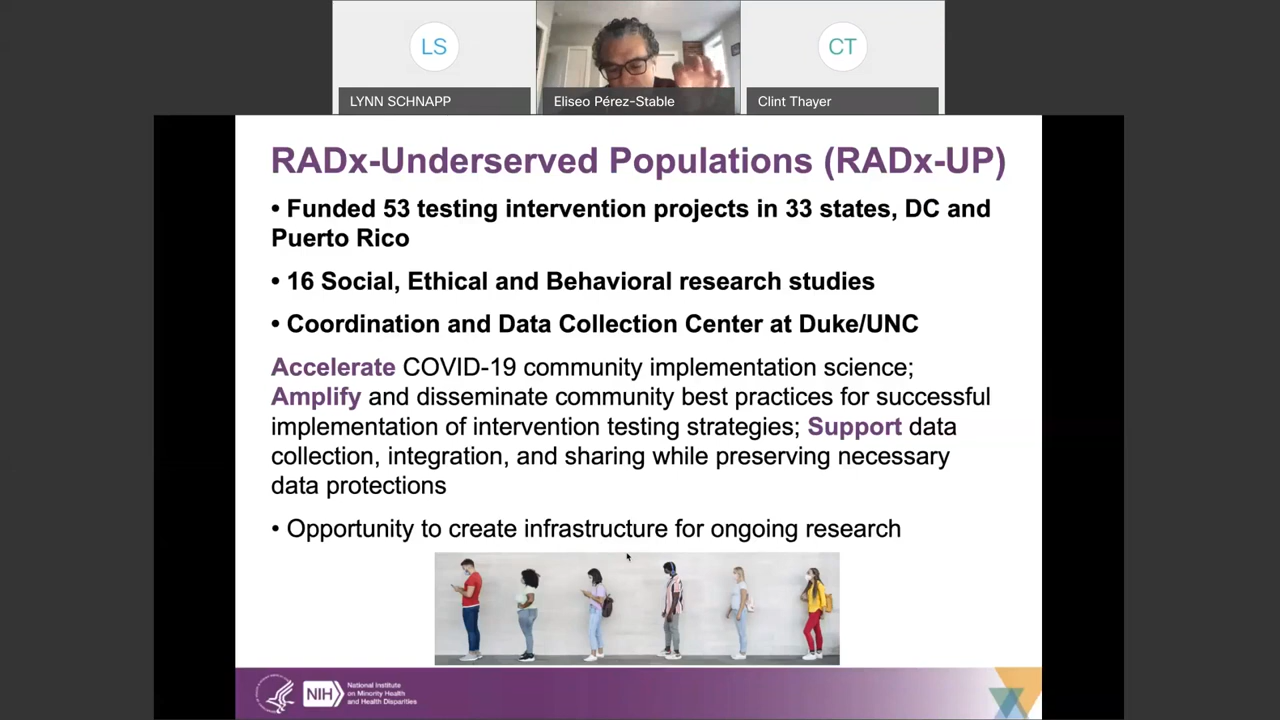 LS
CT
LYNN SCHNAPP
Eliseo Pérez-Stable
Clint Thayer
RADx-Underserved Populations (RADx-UP)
• Funded 53 testing intervention projects in 33 states, DC and
Puerto Rico
• 16 Social, Ethical and Behavioral research studies
• Coordination and Data Collection Center at Duke/UNC
Accelerate COVID-19 community implementation science;
Amplify and disseminate community best practices for successful
implementation of intervention testing strategies; Support data
collection, integration, and sharing while preserving necessary
data protections
• Opportunity to create infrastructure for ongoing research
NIH
National Institute
on Minority Health
and Health Disparities